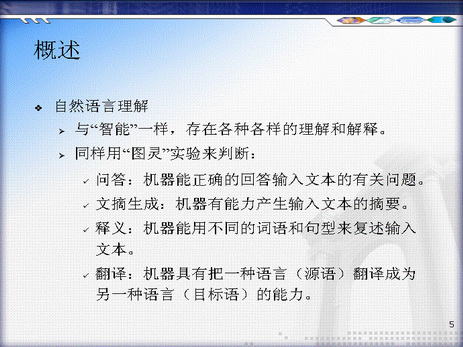 概述
自然语言理解
与“智能”一样，存在各种各样的理解和解释。
同样用“图灵”实验来判断：
问答：机器能正确的回答输入文本的有关问题。
文摘生成：机器有能力产生输入文本的摘要。
释义：机器能用不同的词语和句型来复述输入
文本。
翻译：机器具有把一种语言（源语）翻译成为
另一种语言（目标语）的能力。
5